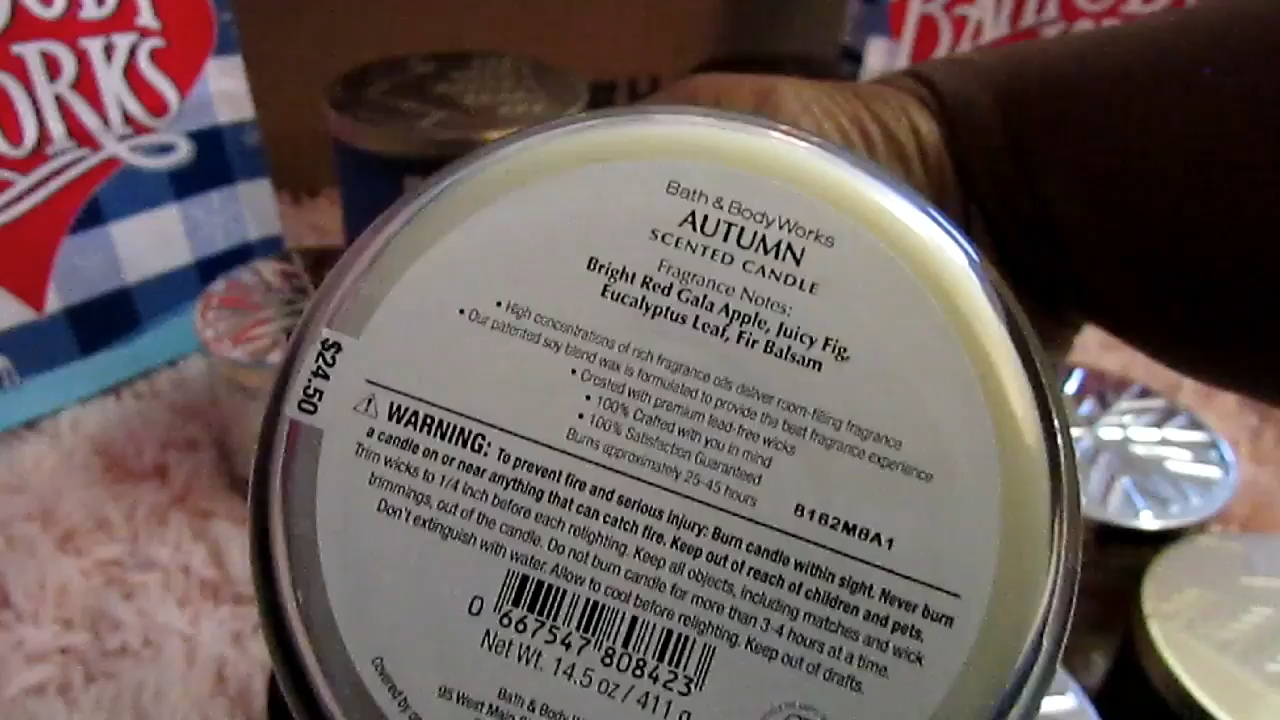 ODY
ORKS
BATH
Bath & Body Works
AUTUMN
SCENTED CANDLE
Fragrance Notes:
Bright Red Gala Apple, Juicy Fig,
Eucalyptus Leaf, Fir Balsam
• High concentrations of rich fragrance oils deliver room-filling fragrance
• Our patented soy blend wax is formulated to provide the best fragrance experience
• Created with premium lead-free wicks
• 100% Crafted with you in mind
• 100% Satisfaction Guaranteed
Burns approximately 25-45 hours
8162M8A1
$24.50
WARNING: To prevent fire and serious injury: Burn candle within sight. Never burn
a candle on or near anything that can catch fire. Keep out of reach of children and pets.
Trim wicks to 1/4 inch before each relighting. Keep all objects, including matches and wick
trimmings, out of the candle. Do not burn candle for more than 3-4 hours at a time.
Don't extinguish with water. Allow to cool before relighting. Keep out of drafts.
0 667547 808423
Net Wt. 14.5 oz / 411 g
Bath & Body W
95 West Main
Covered by